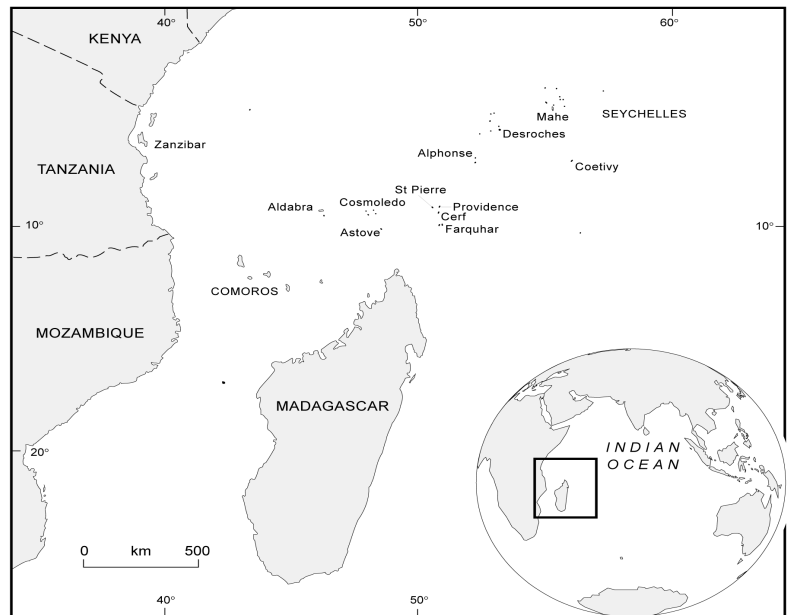 40°
50°
60°
KENYA
Mahe
SEYCHELLES
Desroches
Zanzibar
Alphonse
TANZANIA
Coetivy
St Pierre
Cosmoledo
Aldabra
Providence
Cerf
10°
Astove
Farquhar
10°
COMOROS
MOZAMBIQUE
MADAGASCAR
INDIAN
OCEAN
20°
0 km 500
40°
50°